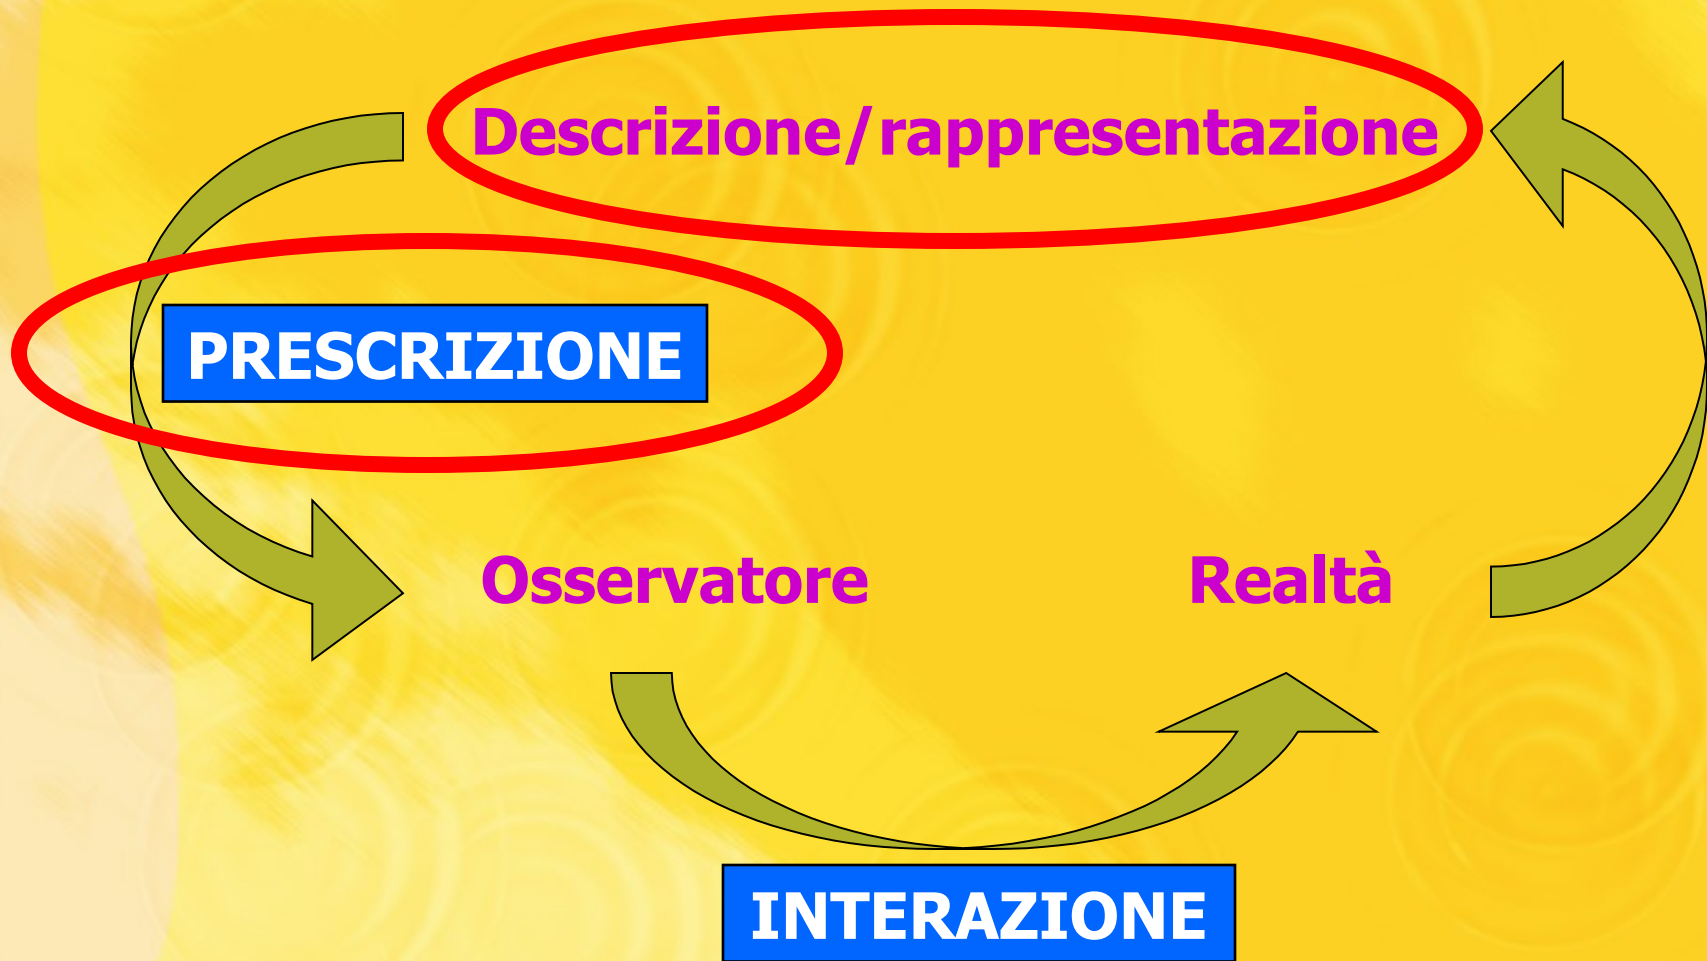 Descrizione/rappresentazione
PRESCRIZIONE
Osservatore
Realtà
INTERAZIONE